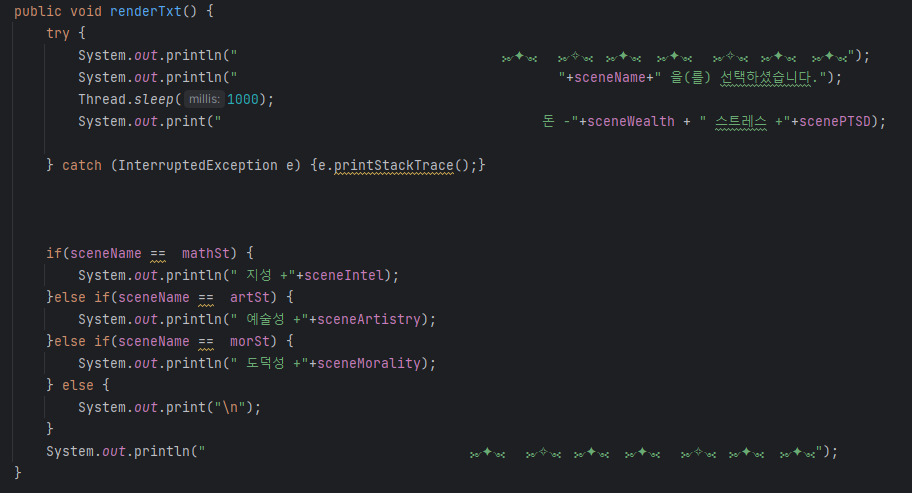 public void renderTxt() {
    try {
        System.out.println("                                     ⊱✦⊰   ⊱✧⊰  ⊱✦⊰  ⊱✦⊰   ⊱✧⊰  ⊱✦⊰  ⊱✦⊰");
        System.out.println("                                        "+sceneName+" 을(를) 선택하셨습니다.");
        Thread.sleep( millis: 1000);
        System.out.print("                                        돈 -"+sceneWealth + " 스트레스 +"+scenePTSD);
    } catch (InterruptedException e) {e.printStackTrace();}
    if(sceneName ==  mathSt) {
        System.out.println(" 지성 +"+sceneIntel);
    }else if(sceneName ==  artSt) {
        System.out.println(" 예술성 +"+sceneArtistry);
    }else if(sceneName ==  morSt) {
        System.out.println(" 도덕성 +"+sceneMorality);
    } else {
        System.out.print("\n");
    }
    System.out.println("                                 ⊱✦⊰   ⊱✧⊰  ⊱✦⊰  ⊱✦⊰   ⊱✧⊰  ⊱✦⊰  ⊱✦⊰");
}